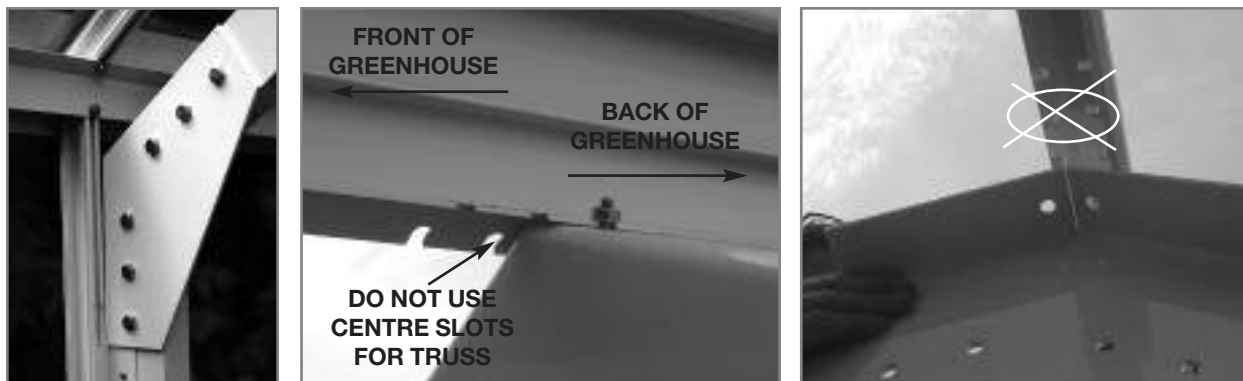 FRONT OF
GREENHOUSE
BACK OF
GREENHOUSE
DO NOT USE
CENTRE SLOTS
FOR TRUSS